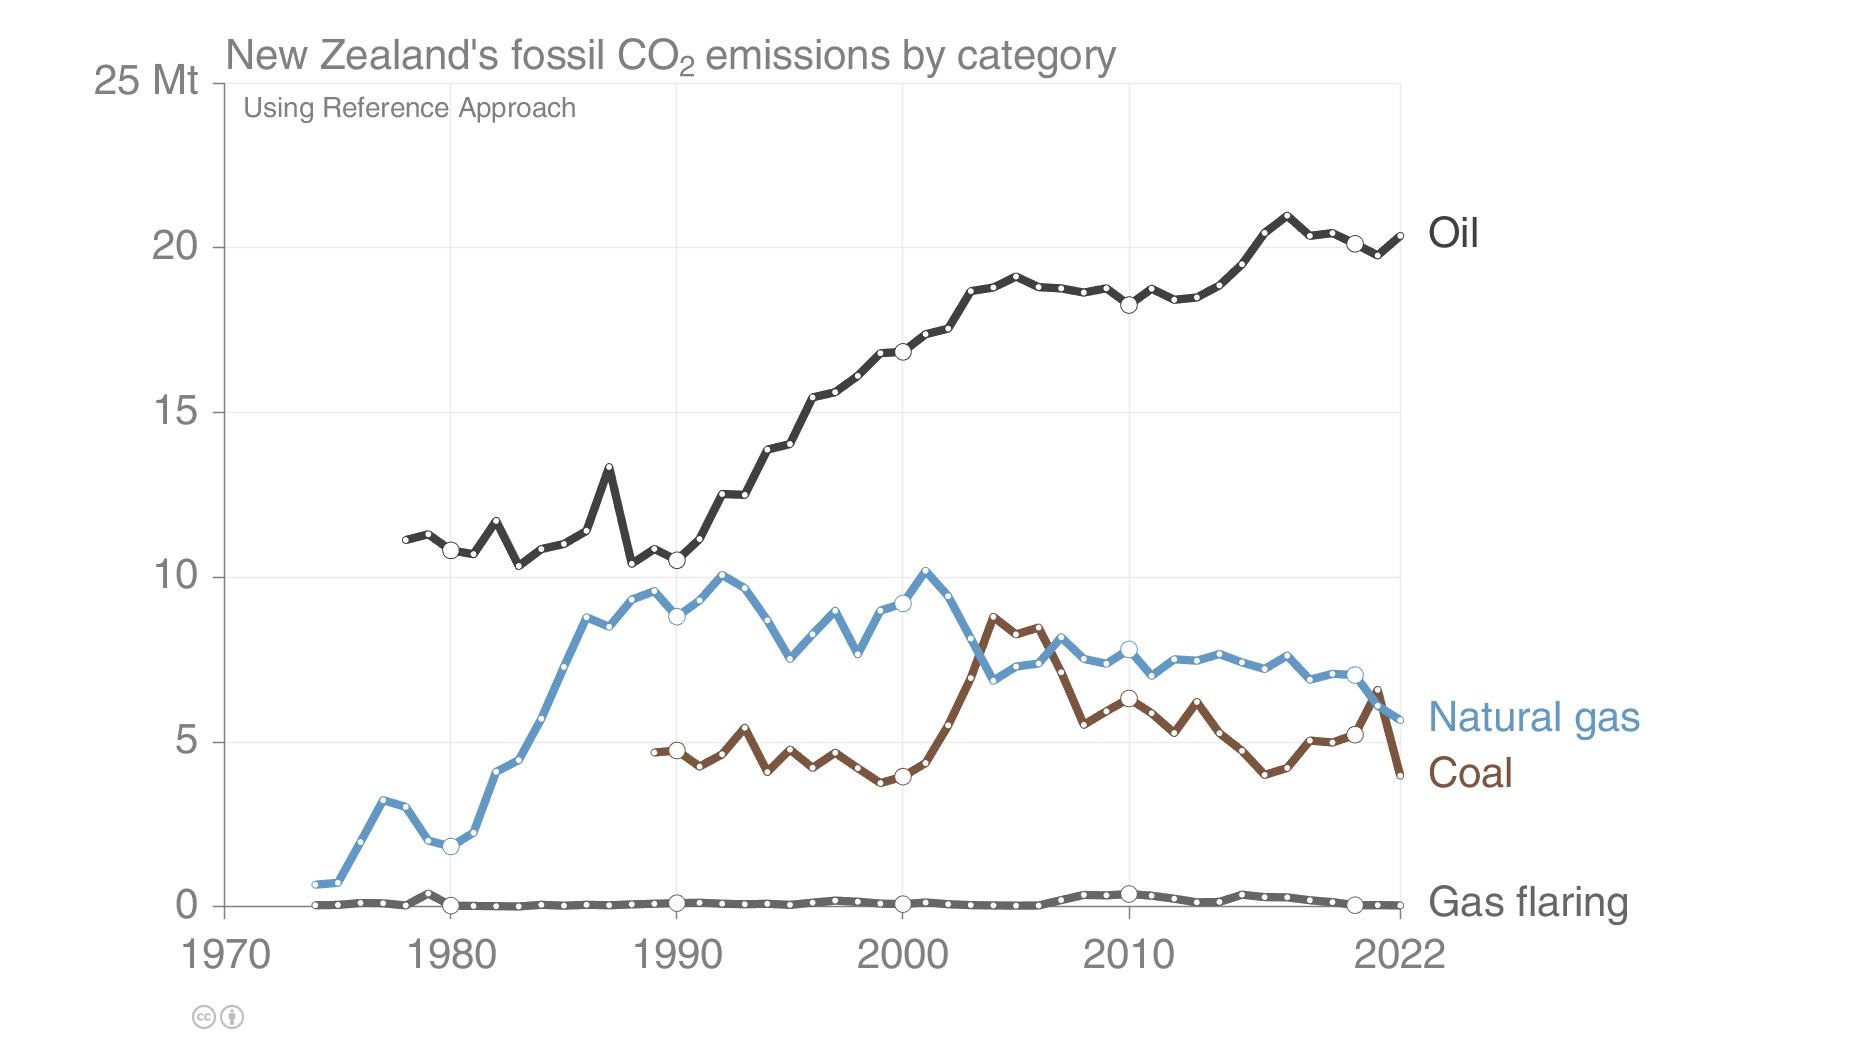 New Zealand's fossil CO₂ emissions by category
25 Mt
Using Reference Approach
20
Oil
15
10
5
Natural gas
Coal
0
Gas flaring
1970 1980 1990 2000 2010 2022
cc